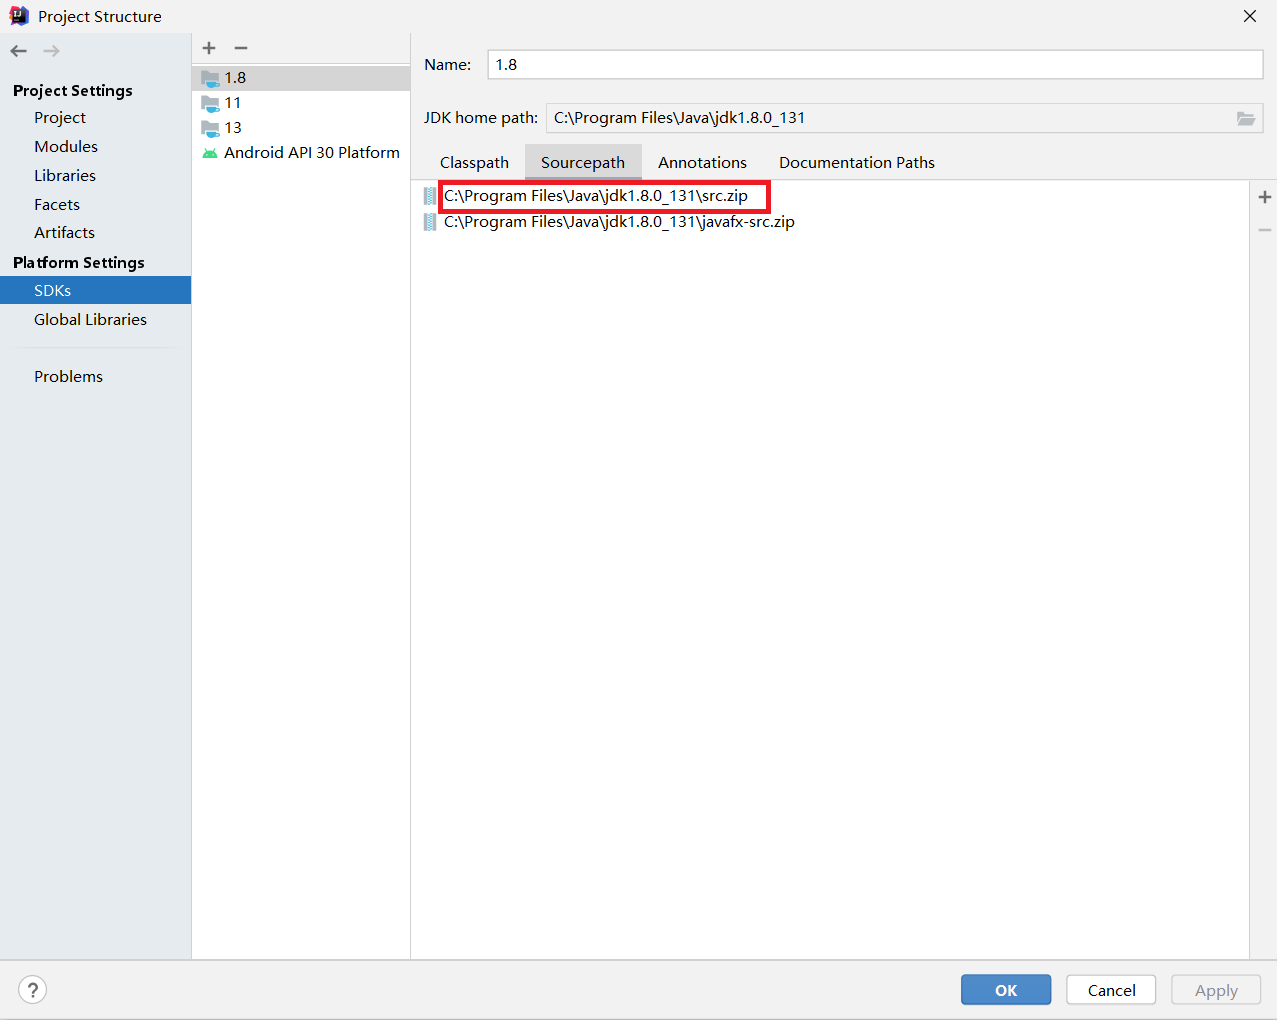 Project Structure
Project Settings
Project
Modules
Libraries
Facets
Artifacts
Platform Settings
SDKs
Global Libraries
Problems
1.8
11
13
Android API 30 Platform
Name: 1.8
JDK home path: C:\Program Files\Java\jdk1.8.0_131
Classpath Sourcepath Annotations Documentation Paths
C:\Program Files\Java\jdk1.8.0_131\src.zip
C:\Program Files\Java\jdk1.8.0_131\javafx-src.zip
? OK Cancel Apply